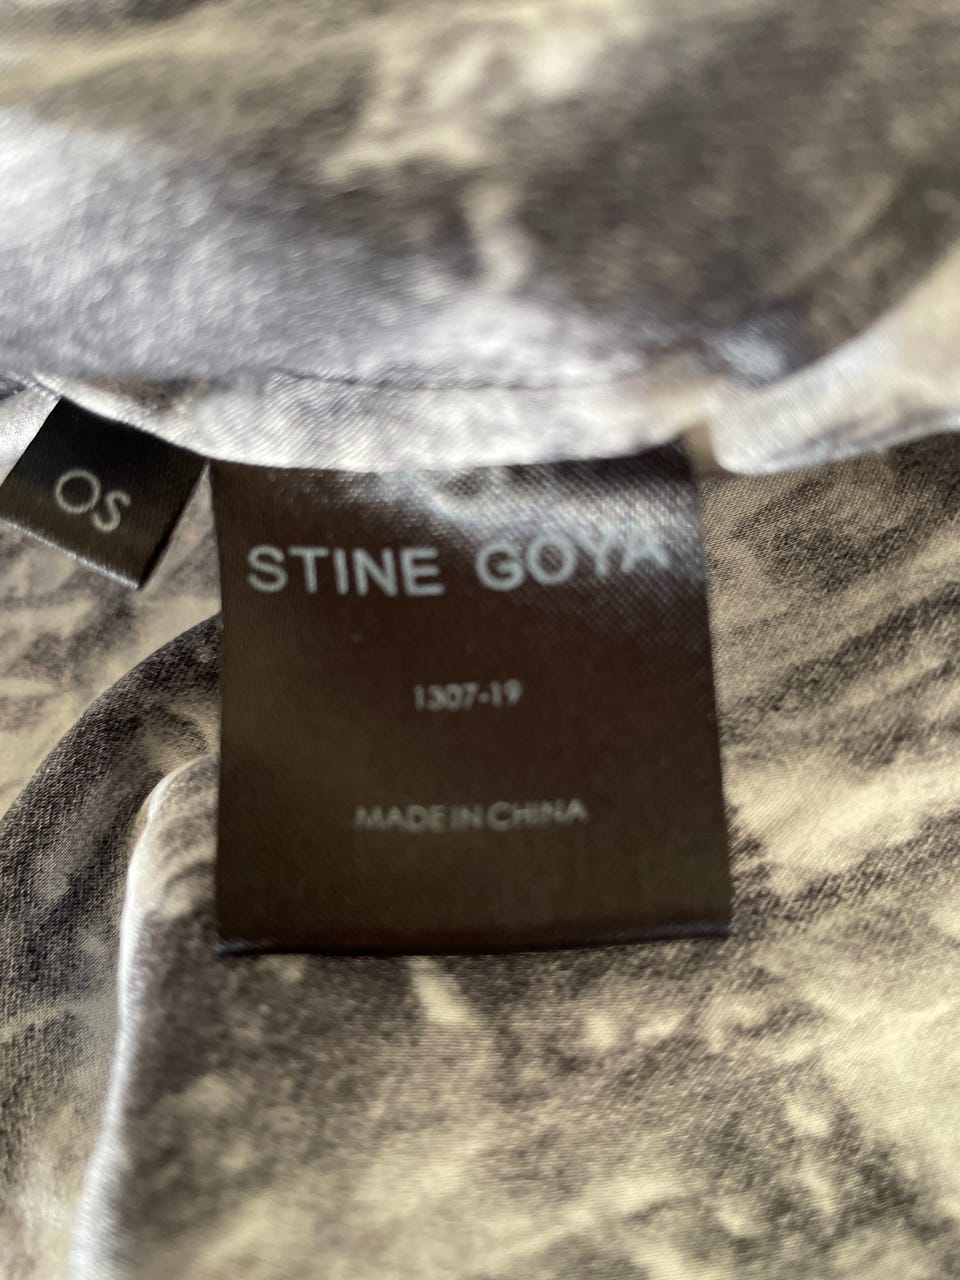 OS
STINE GOYA
1307-19
MADE IN CHINA